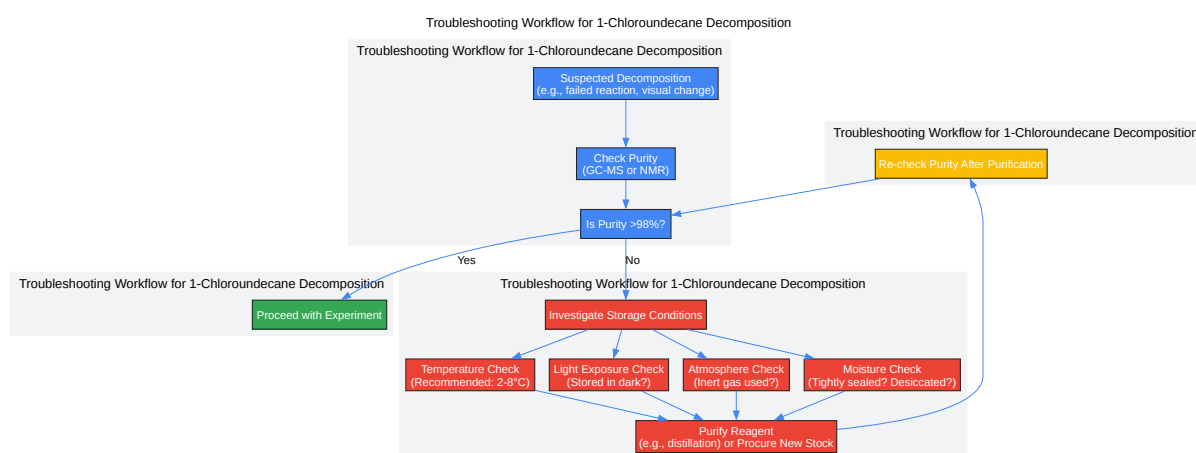 Troubleshooting Workflow for 1-Chloroundecane Decomposition
Troubleshooting Workflow for 1-Chloroundecane Decomposition
Suspected Decomposition
(e.g., failed reaction, visual change)
Check Purity
(GC-MS or NMR)
Is Purity >98%?
Troubleshooting Workflow for 1-Chloroundecane Decomposition
Re-check Purity After Purification
Yes
No
Troubleshooting Workflow for 1-Chloroundecane Decomposition
Proceed with Experiment
Troubleshooting Workflow for 1-Chloroundecane Decomposition
Investigate Storage Conditions
Temperature Check
(Recommended: 2-8°C)
Light Exposure Check
(Stored in dark?)
Atmosphere Check
(Inert gas used?)
Moisture Check
(Tightly sealed? Desiccated?)
Purify Reagent
(e.g., distillation) or Procure New Stock